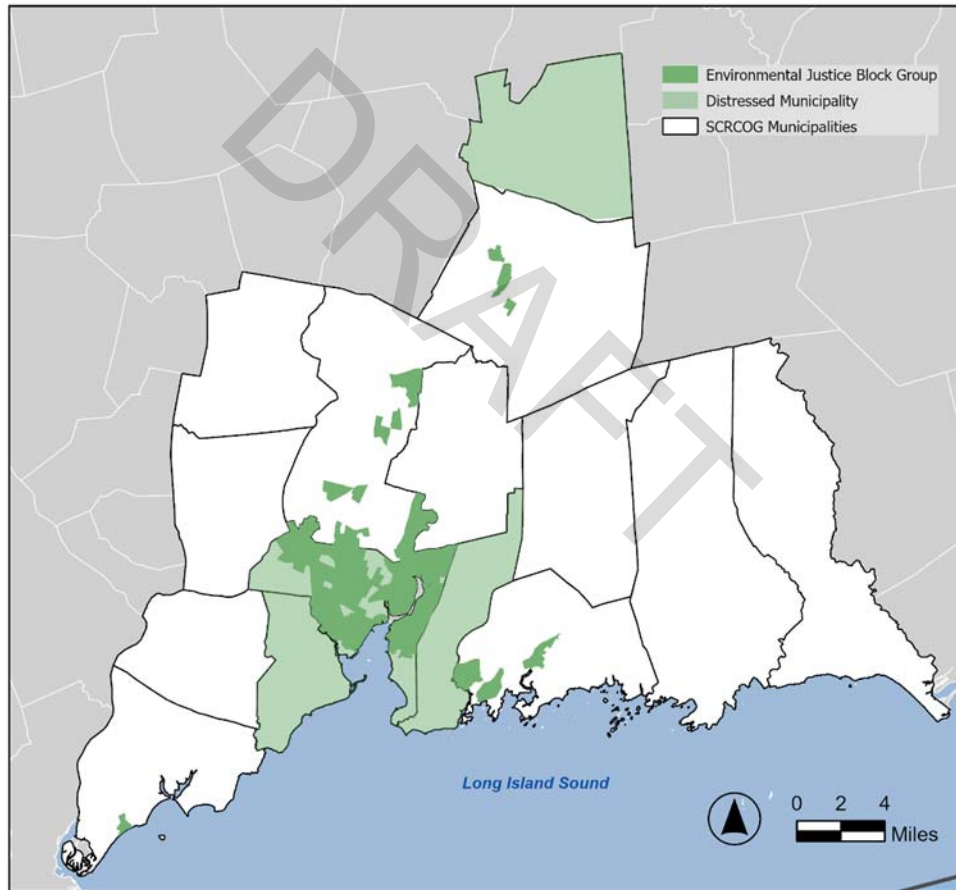 Environmental Justice Block Group
Distressed Municipality
SCRCOG Municipalities
DRAFT
Long Island Sound
0 2 4
Miles